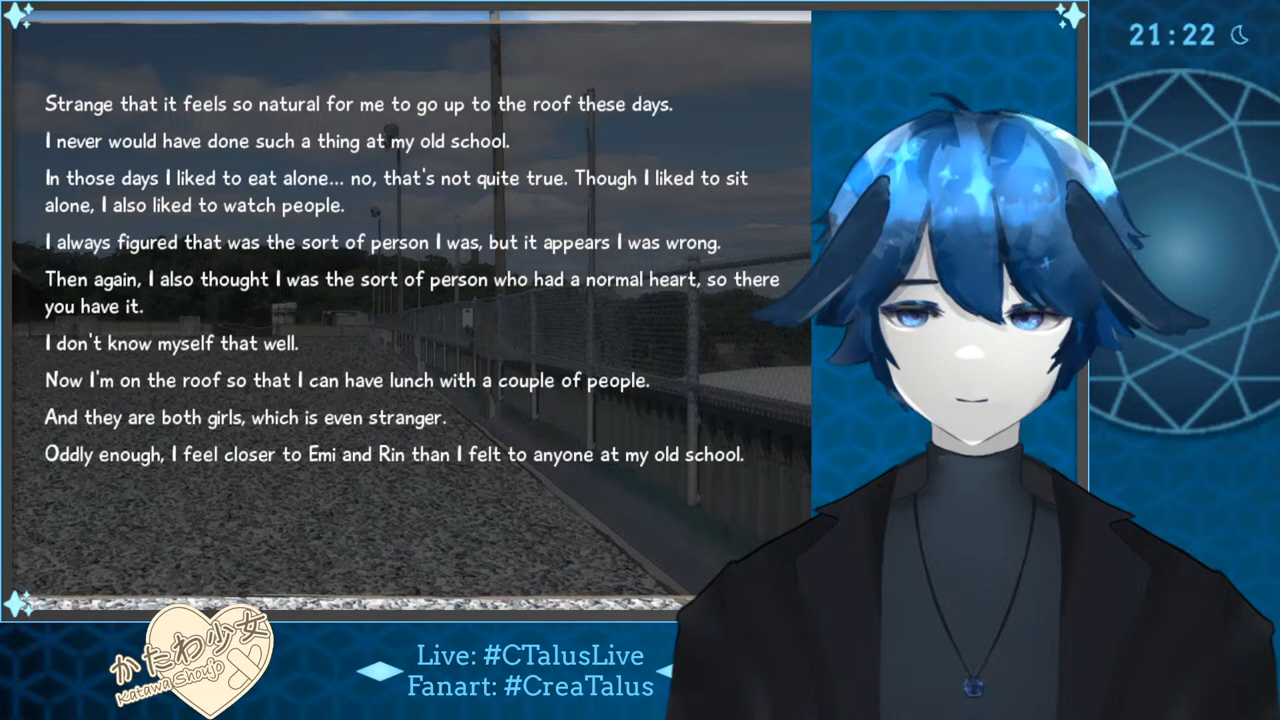 21:22
Strange that it feels so natural for me to go up to the roof these days.
I never would have done such a thing at my old school.
In those days I liked to eat alone... no, that's not quite true. Though I liked to sit
alone, I also liked to watch people.
I always figured that was the sort of person I was, but it appears I was wrong.
Then again, I also thought I was the sort of person who had a normal heart, so there
you have it.
I don't know myself that well.
Now I'm on the roof so that I can have lunch with a couple of people.
And they are both girls, which is even stranger.
Oddly enough, I feel closer to Emi and Rin than I felt to anyone at my old school.
かたわ少女
Katawa Shoujo
Live: #CTalusLive
Fanart: #CreaTalus